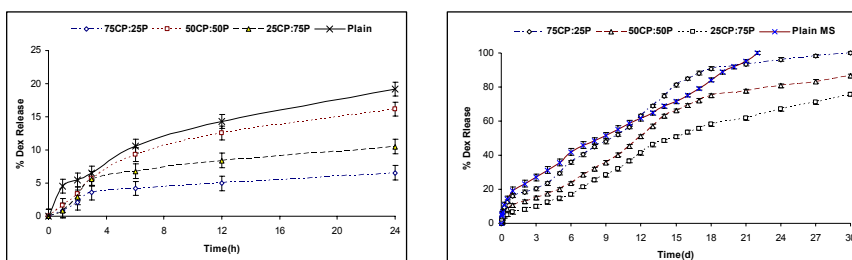 75CP:25P 50CP:50P 25CP:75P Plain
25
20
15
10
5
0
% Dex Release
0 4 8 12 16 20 24
Time(h)
75CP:25P 50CP:50P 25CP:75P Plain MS
100
80
60
40
20
0
% Dex Rlease
0 3 6 9 12 15 18 21 24 27 30
Time(d)